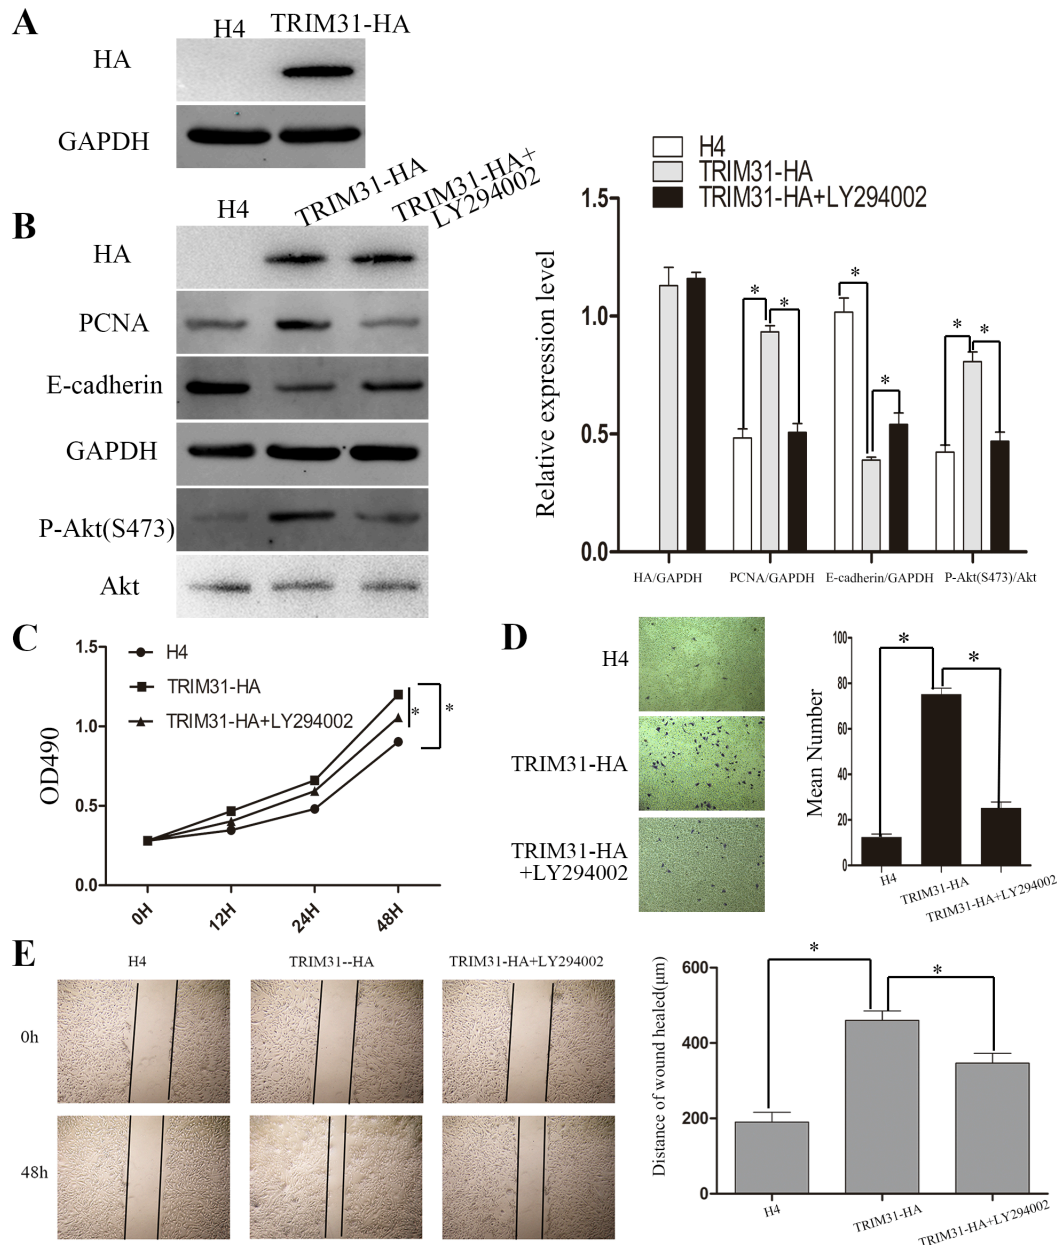 A
H4
TRIM31-HA
HA
GAPDH
B
H4
TRIM31-HA
TRIM31-HA+
LY294002
HA
PCNA
E-cadherin
GAPDH
P-Akt(S473)
Akt
H4
TRIM31-HA
TRIM31-HA+LY294002
Relative expression level
1.5
1.0
0.5
0.0
* * * * * *
HA/GAPDH
PCNA/GAPDH
E-cadherin/GAPDH
P-Akt(S473)/Akt
C
OD490
1.5
1.0
0.5
0.0
H4
TRIM31-HA
TRIM31-HA+LY294002
* *
0H
12H
24H
48H
D
H4
TRIM31-HA
TRIM31-HA
+LY294002
Mean Number
100
80
60
40
20
0
* *
H4
TRIM31-HA
TRIM31-HA+LY294002
E
H4
TRIM31--HA
TRIM31-HA+LY294002
0h
48h
Distance of wound healed(μm)
600
400
200
0
* *
H4
TRIM31-HA
TRIM31-HA+LY294002